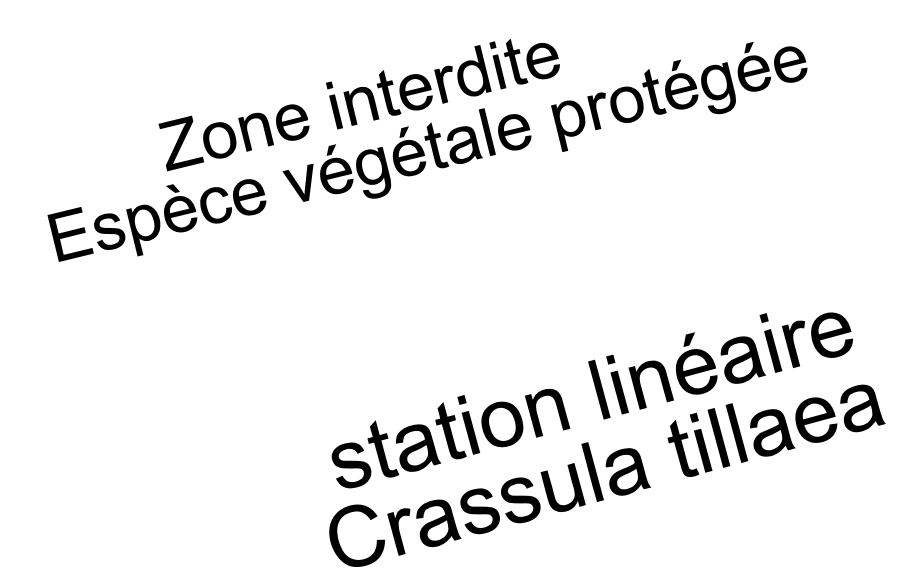 Zone interdite
Espèce végétale protégée
station linéaire
Crassula tillaea